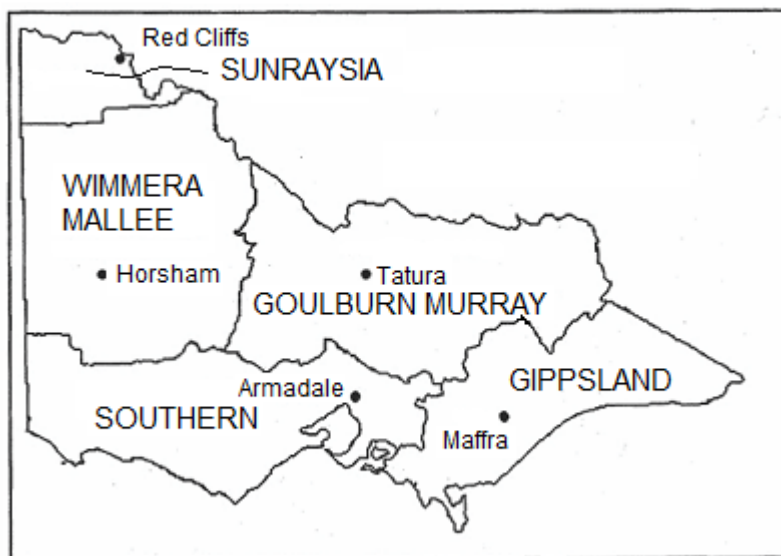 Red Cliffs
SUNRAYSIA
WIMMERA
MALLEE
Horsham
Tatura
GOULBURN MURRAY
Armadale
GIPPSLAND
SOUTHERN
Maffra